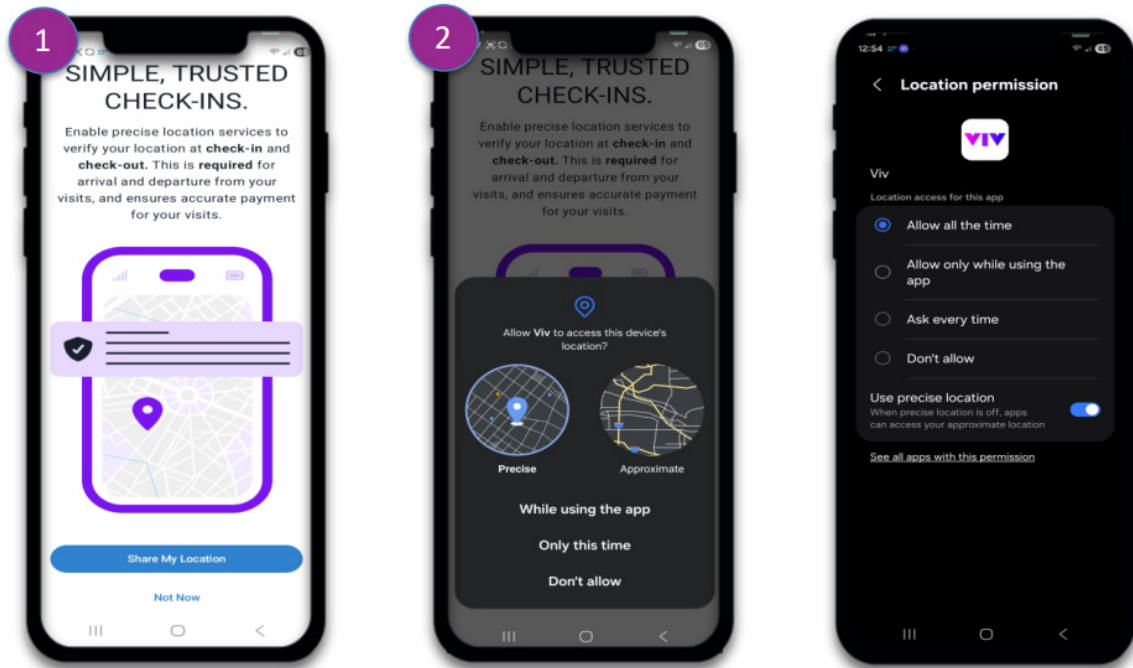 1
SIMPLE, TRUSTED
CHECK-INS.
Enable precise location services to
verify your location at check-in and
check-out. This is required for
arrival and departure from your
visits, and ensures accurate payment
for your visits.
Share My Location
Not Now
2
SIMPLE, TRUSTED
CHECK-INS.
Enable precise location services to
verify your location at check-in and
check-out. This is required for
arrival and departure from your
visits, and ensures accurate payment
for your visits.
Allow Viv to access this device's
location?
Precise
Approximate
While using the app
Only this time
Don't allow
12:54 37°
Location permission
VIV
Viv
Location access for this app
Allow all the time
Allow only while using the
app
Ask every time
Don't allow
Use precise location
When precise location is off, apps
can access your approximate location
See all apps with this permission